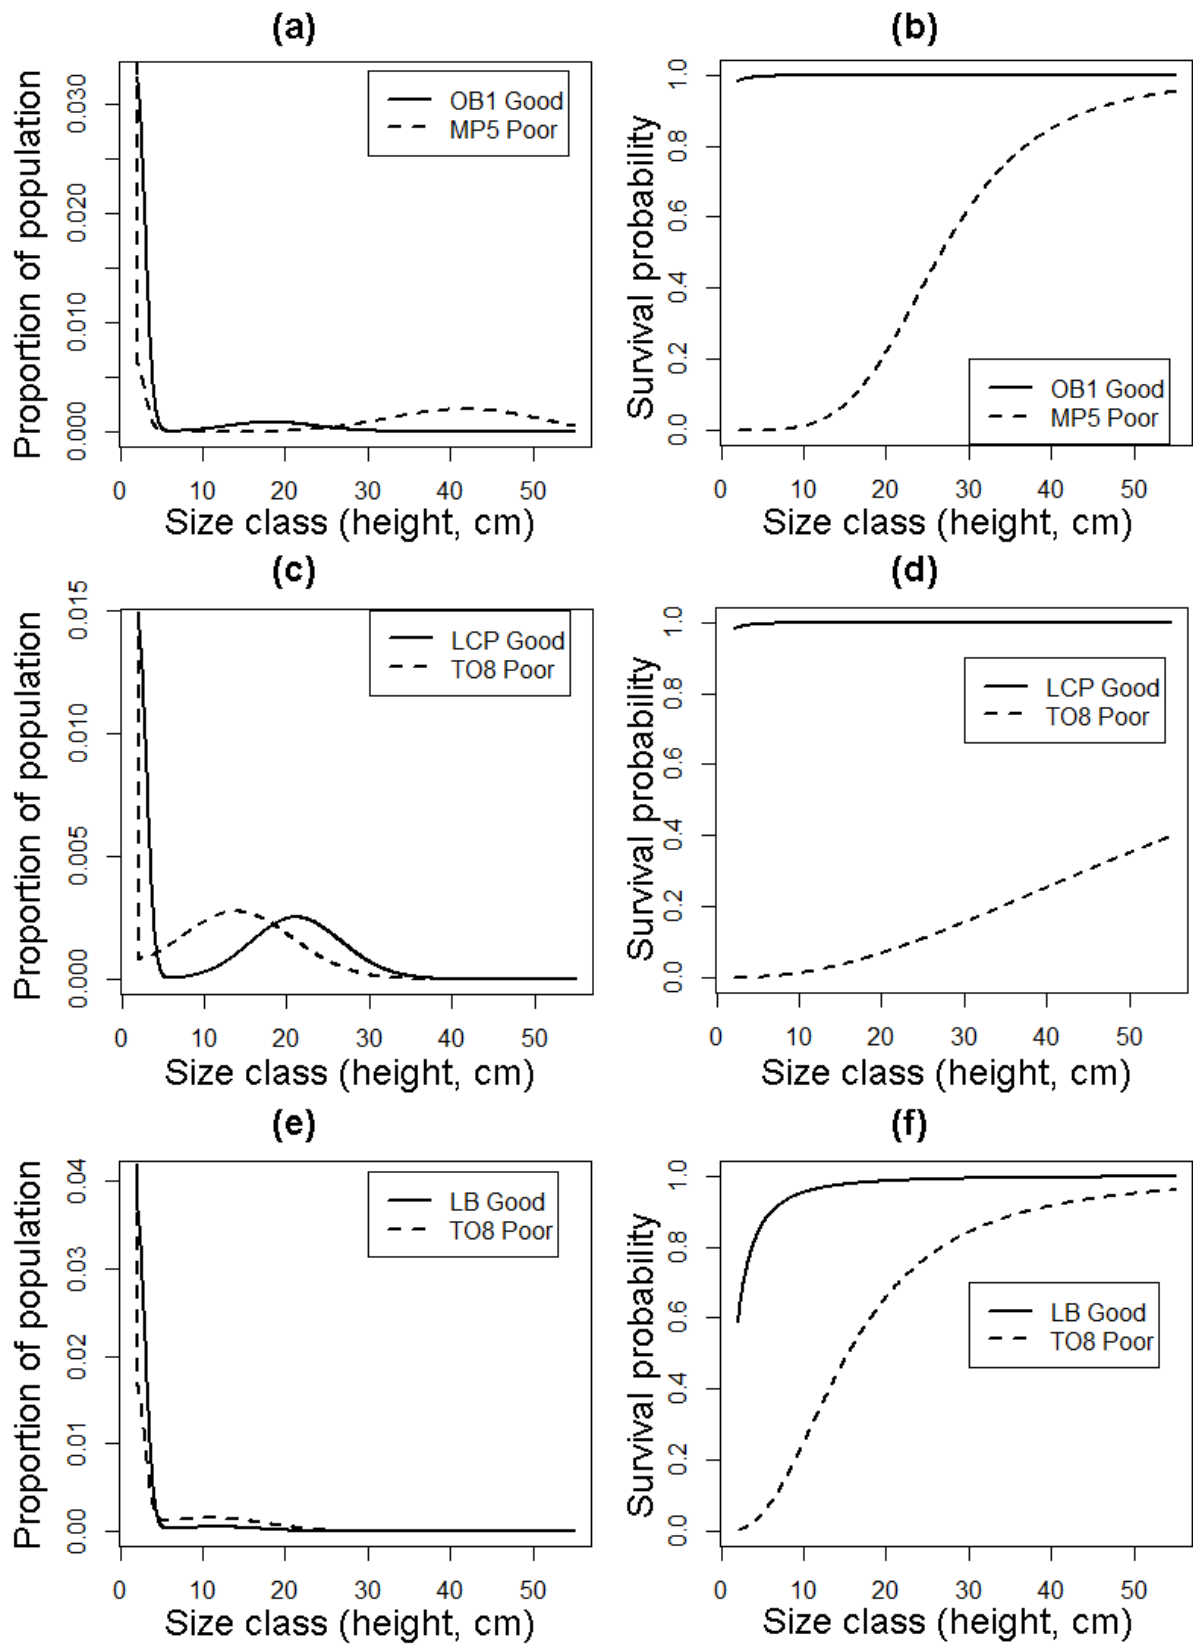 (a)
Proportion of population
0.000
0.010
0.020
0.030
OB1 Good
MP5 Poor
0 10 20 30 40 50
Size class (height, cm)
(b)
Survival probability
0.0
0.2
0.4
0.6
0.8
1.0
OB1 Good
MP5 Poor
0 10 20 30 40 50
Size class (height, cm)
(c)
Proportion of population
0.000
0.005
0.010
0.015
LCP Good
TO8 Poor
0 10 20 30 40 50
Size class (height, cm)
(d)
Survival probability
0.0
0.2
0.4
0.6
0.8
1.0
LCP Good
TO8 Poor
0 10 20 30 40 50
Size class (height, cm)
(e)
Proportion of population
0.00
0.01
0.02
0.03
0.04
LB Good
TO8 Poor
0 10 20 30 40 50
Size class (height, cm)
(f)
Survival probability
0.0
0.2
0.4
0.6
0.8
1.0
LB Good
TO8 Poor
0 10 20 30 40 50
Size class (height, cm)